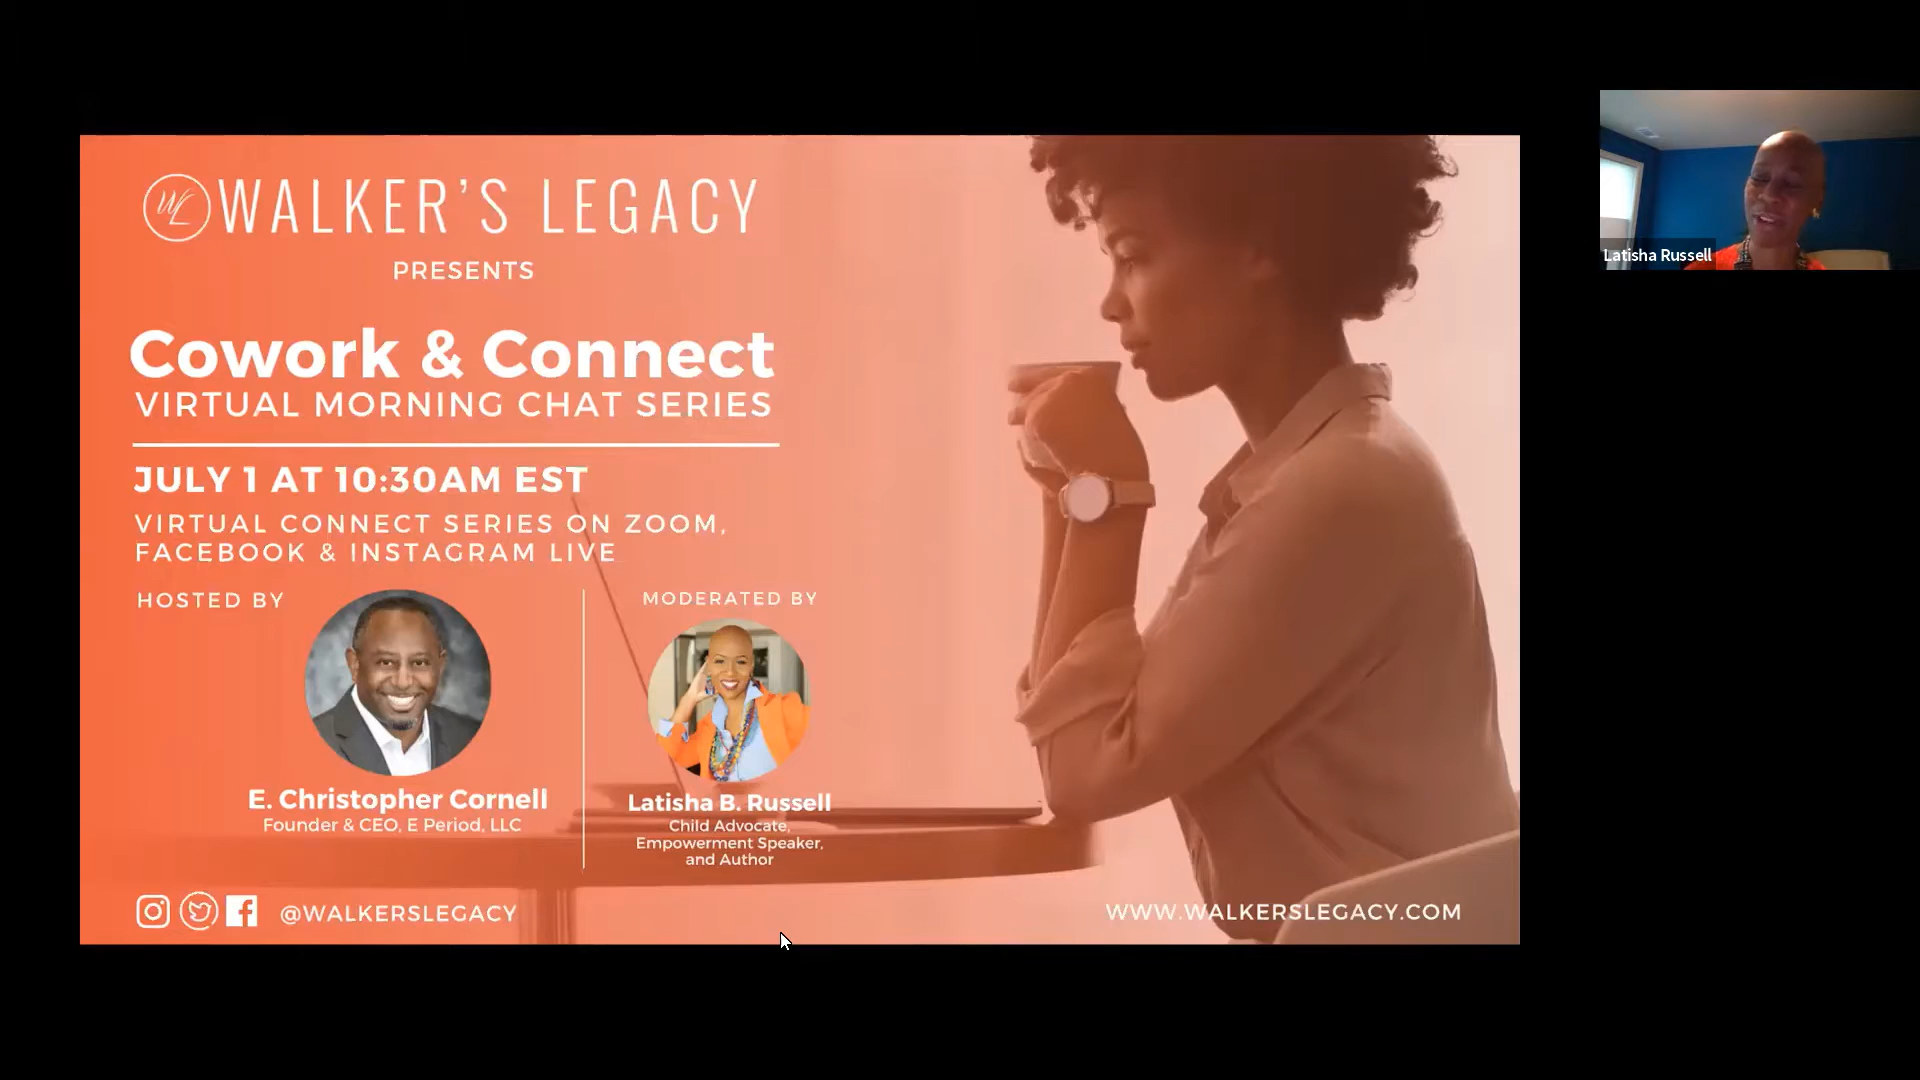 WL WALKER'S LEGACY
PRESENTS
Cowork & Connect
VIRTUAL MORNING CHAT SERIES
JULY 1 AT 10:30AM EST
VIRTUAL CONNECT SERIES ON ZOOM,
FACEBOOK & INSTAGRAM LIVE
HOSTED BY
E. Christopher Cornell
Founder & CEO, E Period, LLC
MODERATED BY
Latisha B. Russell
Child Advocate,
Empowerment Speaker,
and Author
@WALKERSLEGACY
WWW.WALKERSLEGACY.COM
Latisha Russell